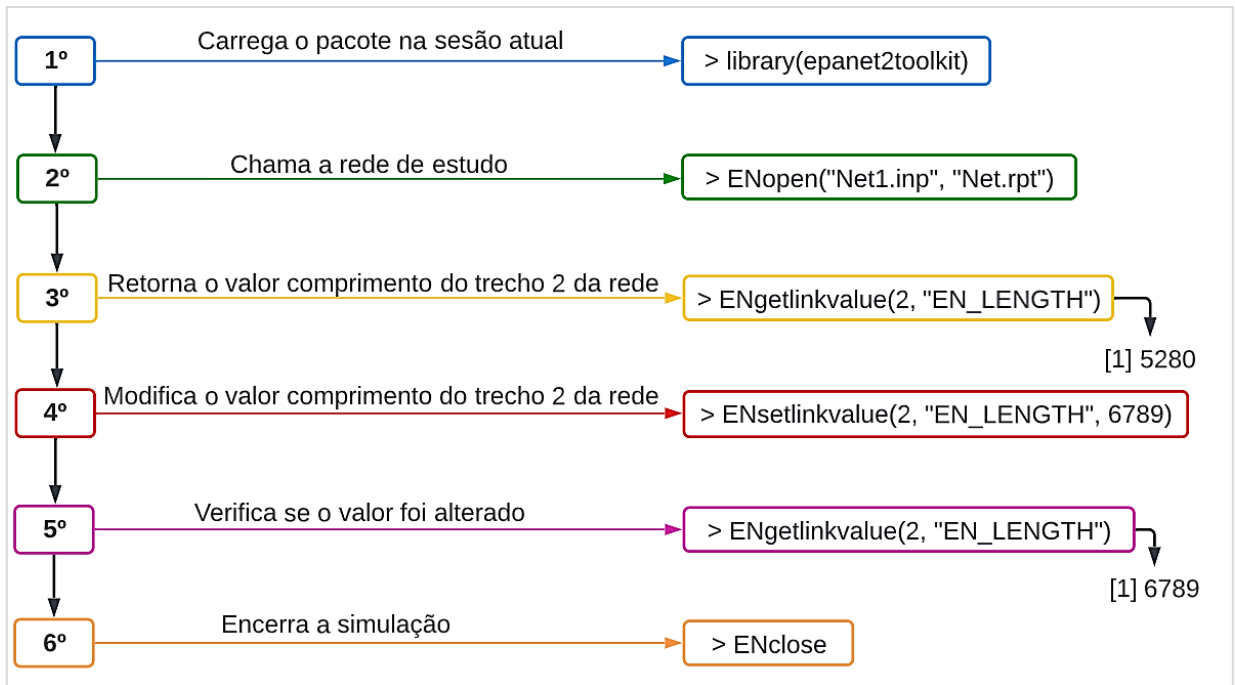 1º
Carrega o pacote na sesão atual
> library(epanet2toolkit)
2º
Chama a rede de estudo
> ENopen("Net1.inp", "Net.rpt")
3º
Retorna o valor comprimento do trecho 2 da rede
> ENgetlinkvalue(2, "EN_LENGTH")
[1] 5280
4º
Modifica o valor comprimento do trecho 2 da rede
> ENsetlinkvalue(2, "EN_LENGTH", 6789)
5º
Verifica se o valor foi alterado
> ENgetlinkvalue(2, "EN_LENGTH")
[1] 6789
6º
Encerra a simulação
> ENclose